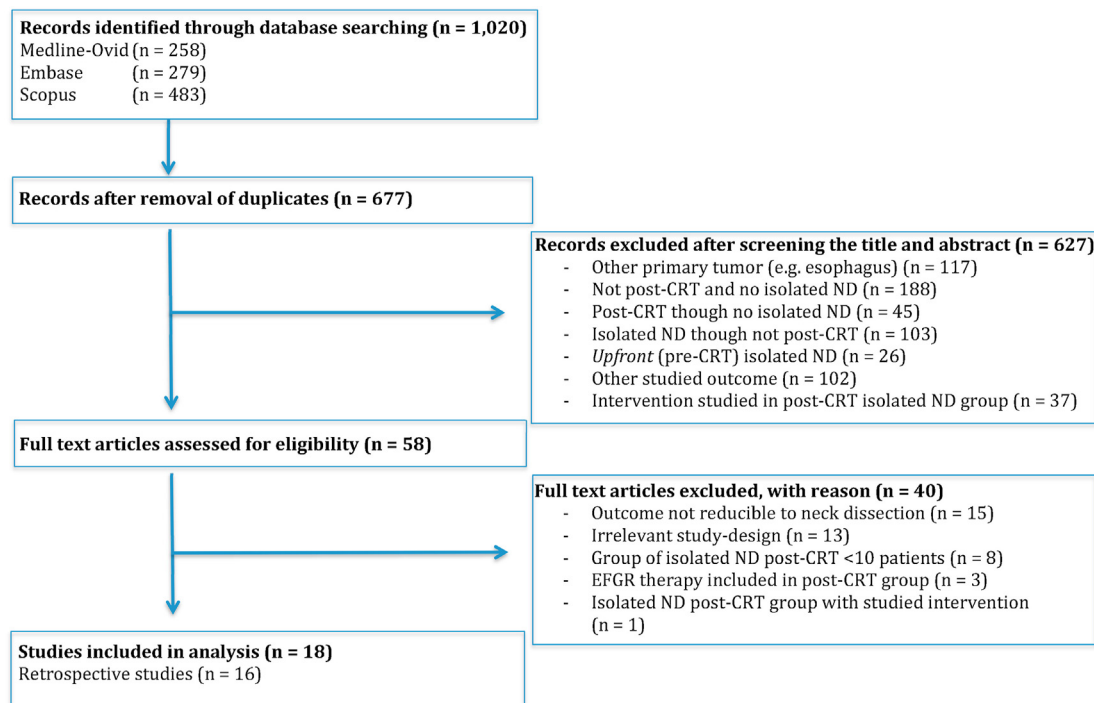 Records identified through database searching (n = 1,020)
Medline-Ovid (n = 258)
Embase (n = 279)
Scopus (n = 483)
Records after removal of duplicates (n = 677)
Records excluded after screening the title and abstract (n = 627)
- Other primary tumor (e.g. esophagus) (n = 117)
- Not post-CRT and no isolated ND (n = 188)
- Post-CRT though no isolated ND (n = 45)
- Isolated ND though not post-CRT (n = 103)
- Upfront (pre-CRT) isolated ND (n = 26)
- Other studied outcome (n = 102)
- Intervention studied in post-CRT isolated ND group (n = 37)
Full text articles assessed for eligibility (n = 58)
Full text articles excluded, with reason (n = 40)
- Outcome not reducible to neck dissection (n = 15)
- Irrelevant study-design (n = 13)
- Group of isolated ND post-CRT <10 patients (n = 8)
- EFGR therapy included in post-CRT group (n = 3)
- Isolated ND post-CRT group with studied intervention
(n = 1)
Studies included in analysis (n = 18)
Retrospective studies (n = 16)